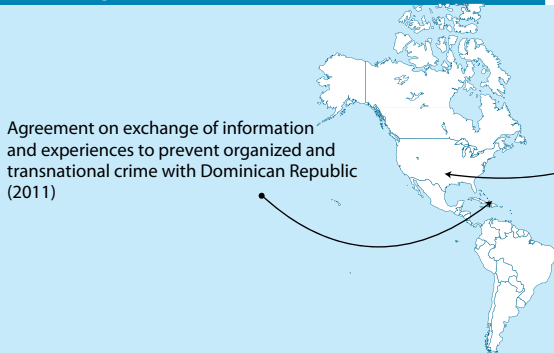 Agreement on exchange of information
and experiences to prevent organized and
transnational crime with Dominican Republic
(2011)